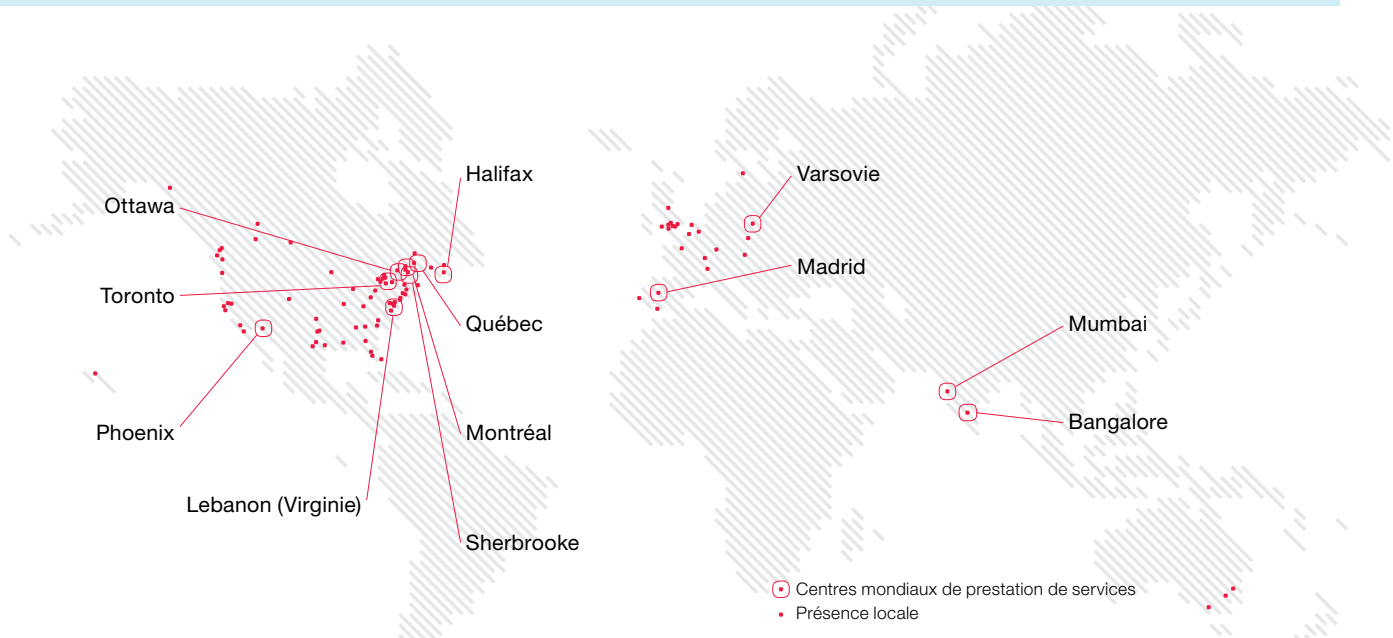 Halifax
Varsovie
Ottawa
Madrid
Toronto
Québec
Mumbai
Bangalore
Phoenix
Montréal
Lebanon (Virginie)
Sherbrooke
Centres mondiaux de prestation de services
Présence locale